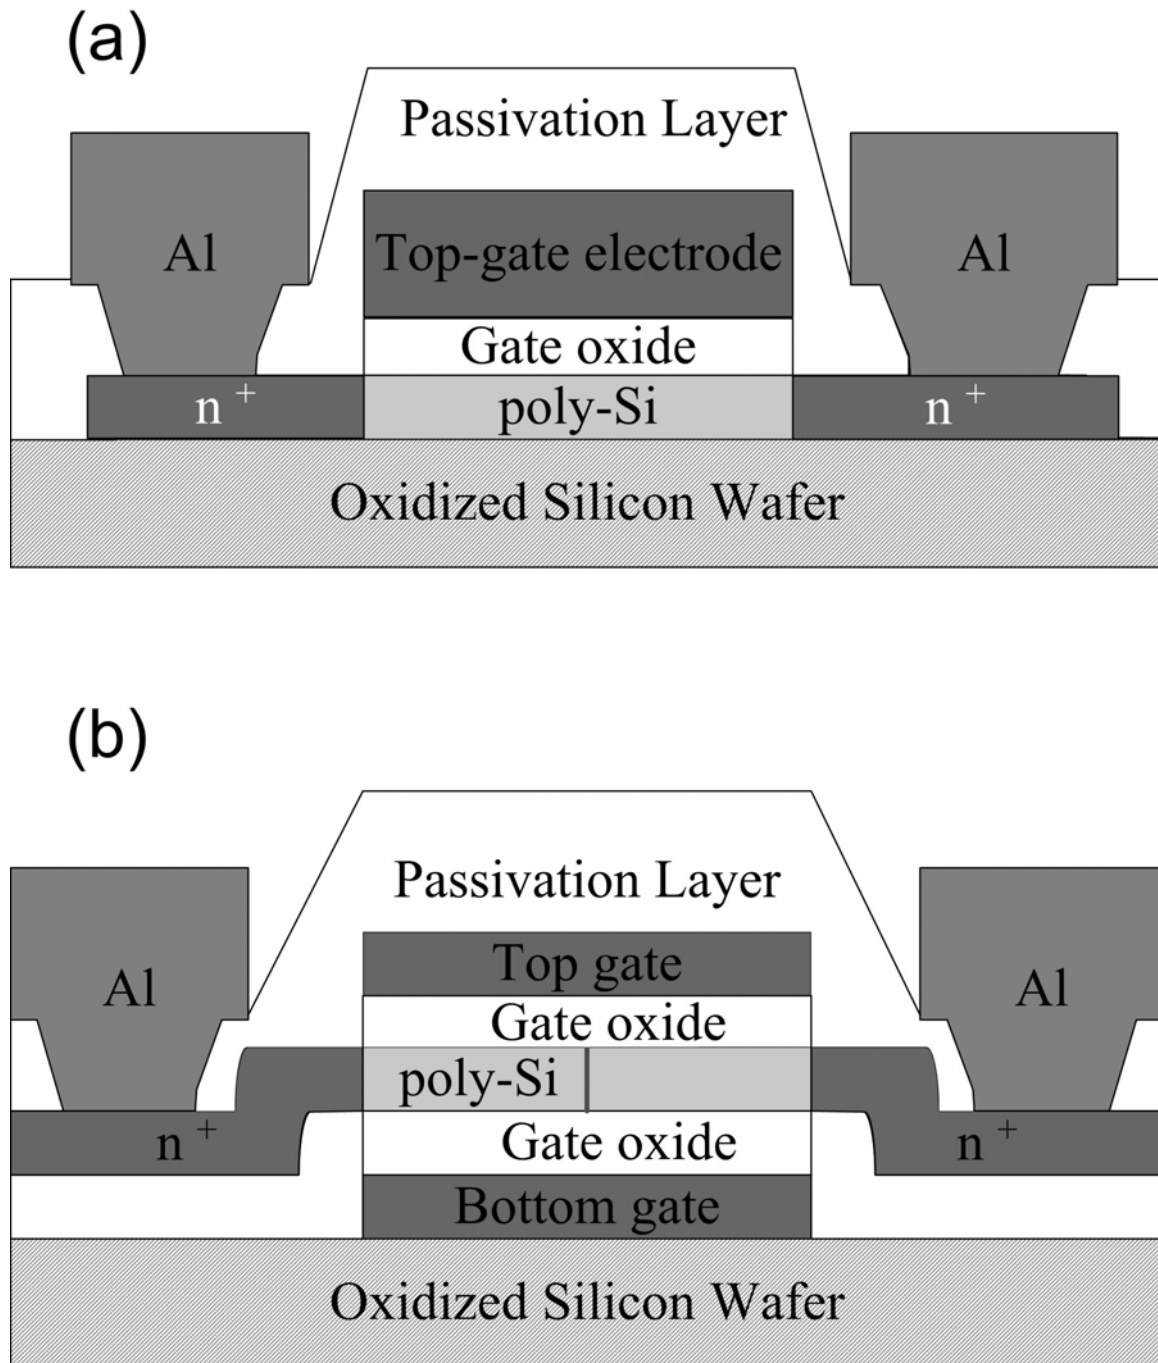 (a)
Passivation Layer
Al
Top-gate electrode
Al
Gate oxide
n +
poly-Si
n +
Oxidized Silicon Wafer
(b)
Passivation Layer
Top gate
Al
Al
Gate oxide
poly-Si
n +
Gate oxide
n +
Bottom gate
Oxidized Silicon Wafer